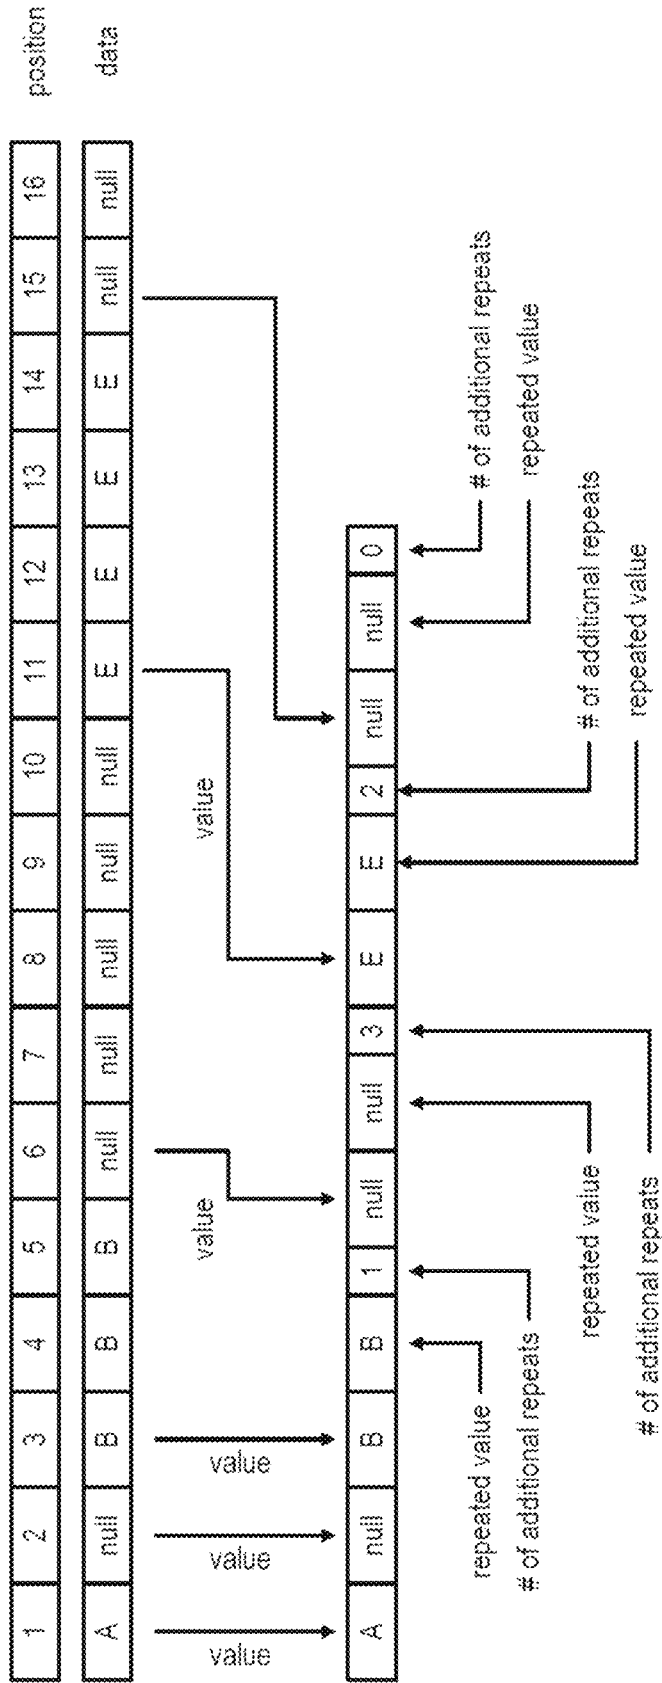 1 2 3 4 5 6 7 8 9 10 11 12 13 14 15 16 position
A null B B B null null null null null E E E E null null data
value
value
value
value
value
A null B B 1 null null 3 E E 2 null null 0
repeated value
# of additional repeats
repeated value
# of additional repeats
# of additional repeats
repeated value
# of additional repeats
repeated value